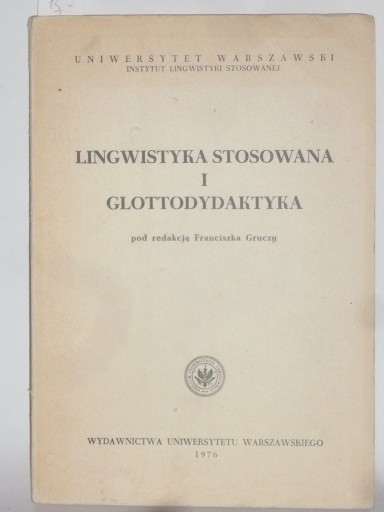 UNIWERSYTET WARSZAWSKI
INSTYTUT LINGWISTYKI STOSOWANEJ
LINGWISTYKA STOSOWANA
I
GLOTTODYDAKTYKA
pod redakcją Franciszka Gruczy
WYDAWNICTWA UNIWERSYTETU WARSZAWSKIEGO
1976